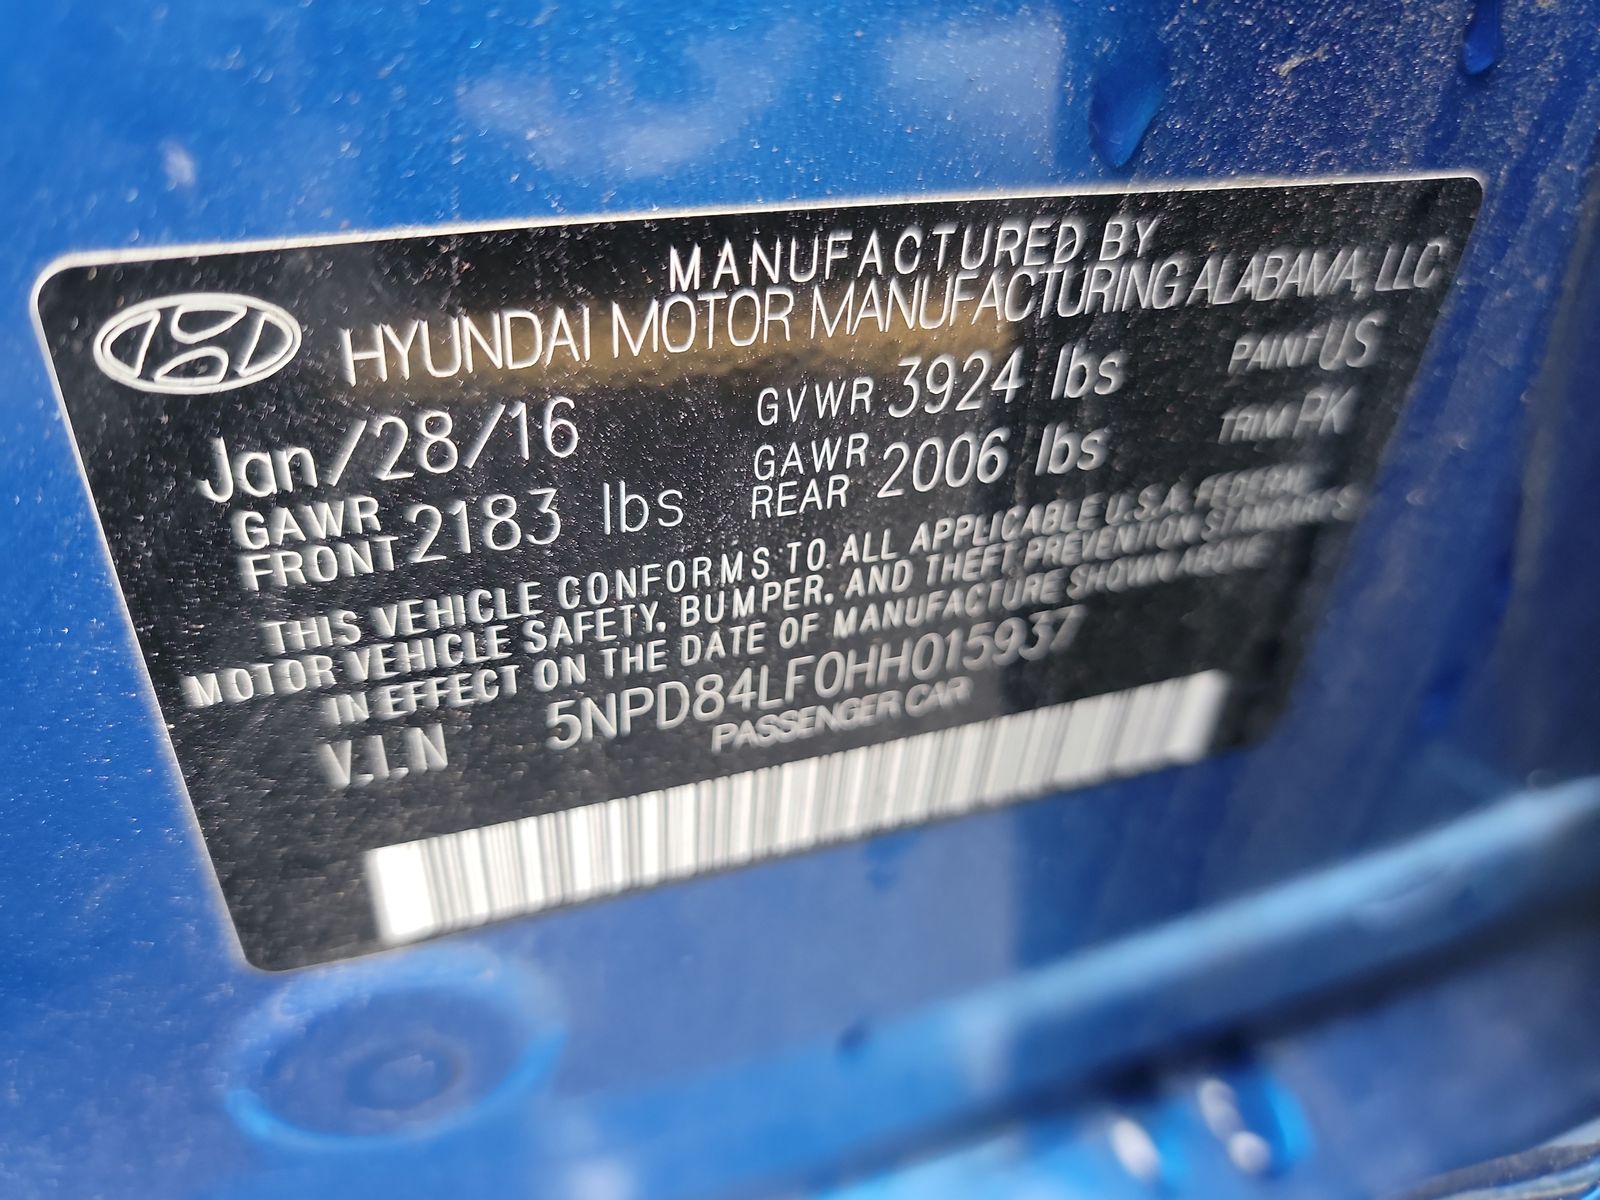 MANUFACTURED BY
HYUNDAI MOTOR MANUFACTURING ALABAMA, LLC
Jan/28/16 GVWR 3924 lbs PAINT US
GAWR FRONT 2183 lbs GAWR REAR 2006 lbs TRIM PK
THIS VEHICLE CONFORMS TO ALL APPLICABLE U.S.A. FEDERAL
MOTOR VEHICLE SAFETY, BUMPER, AND THEFT PREVENTION STANDARDS
IN EFFECT ON THE DATE OF MANUFACTURE SHOWN ABOVE
V.I.N 5NPD84LF0HH015937
PASSENGER CAR